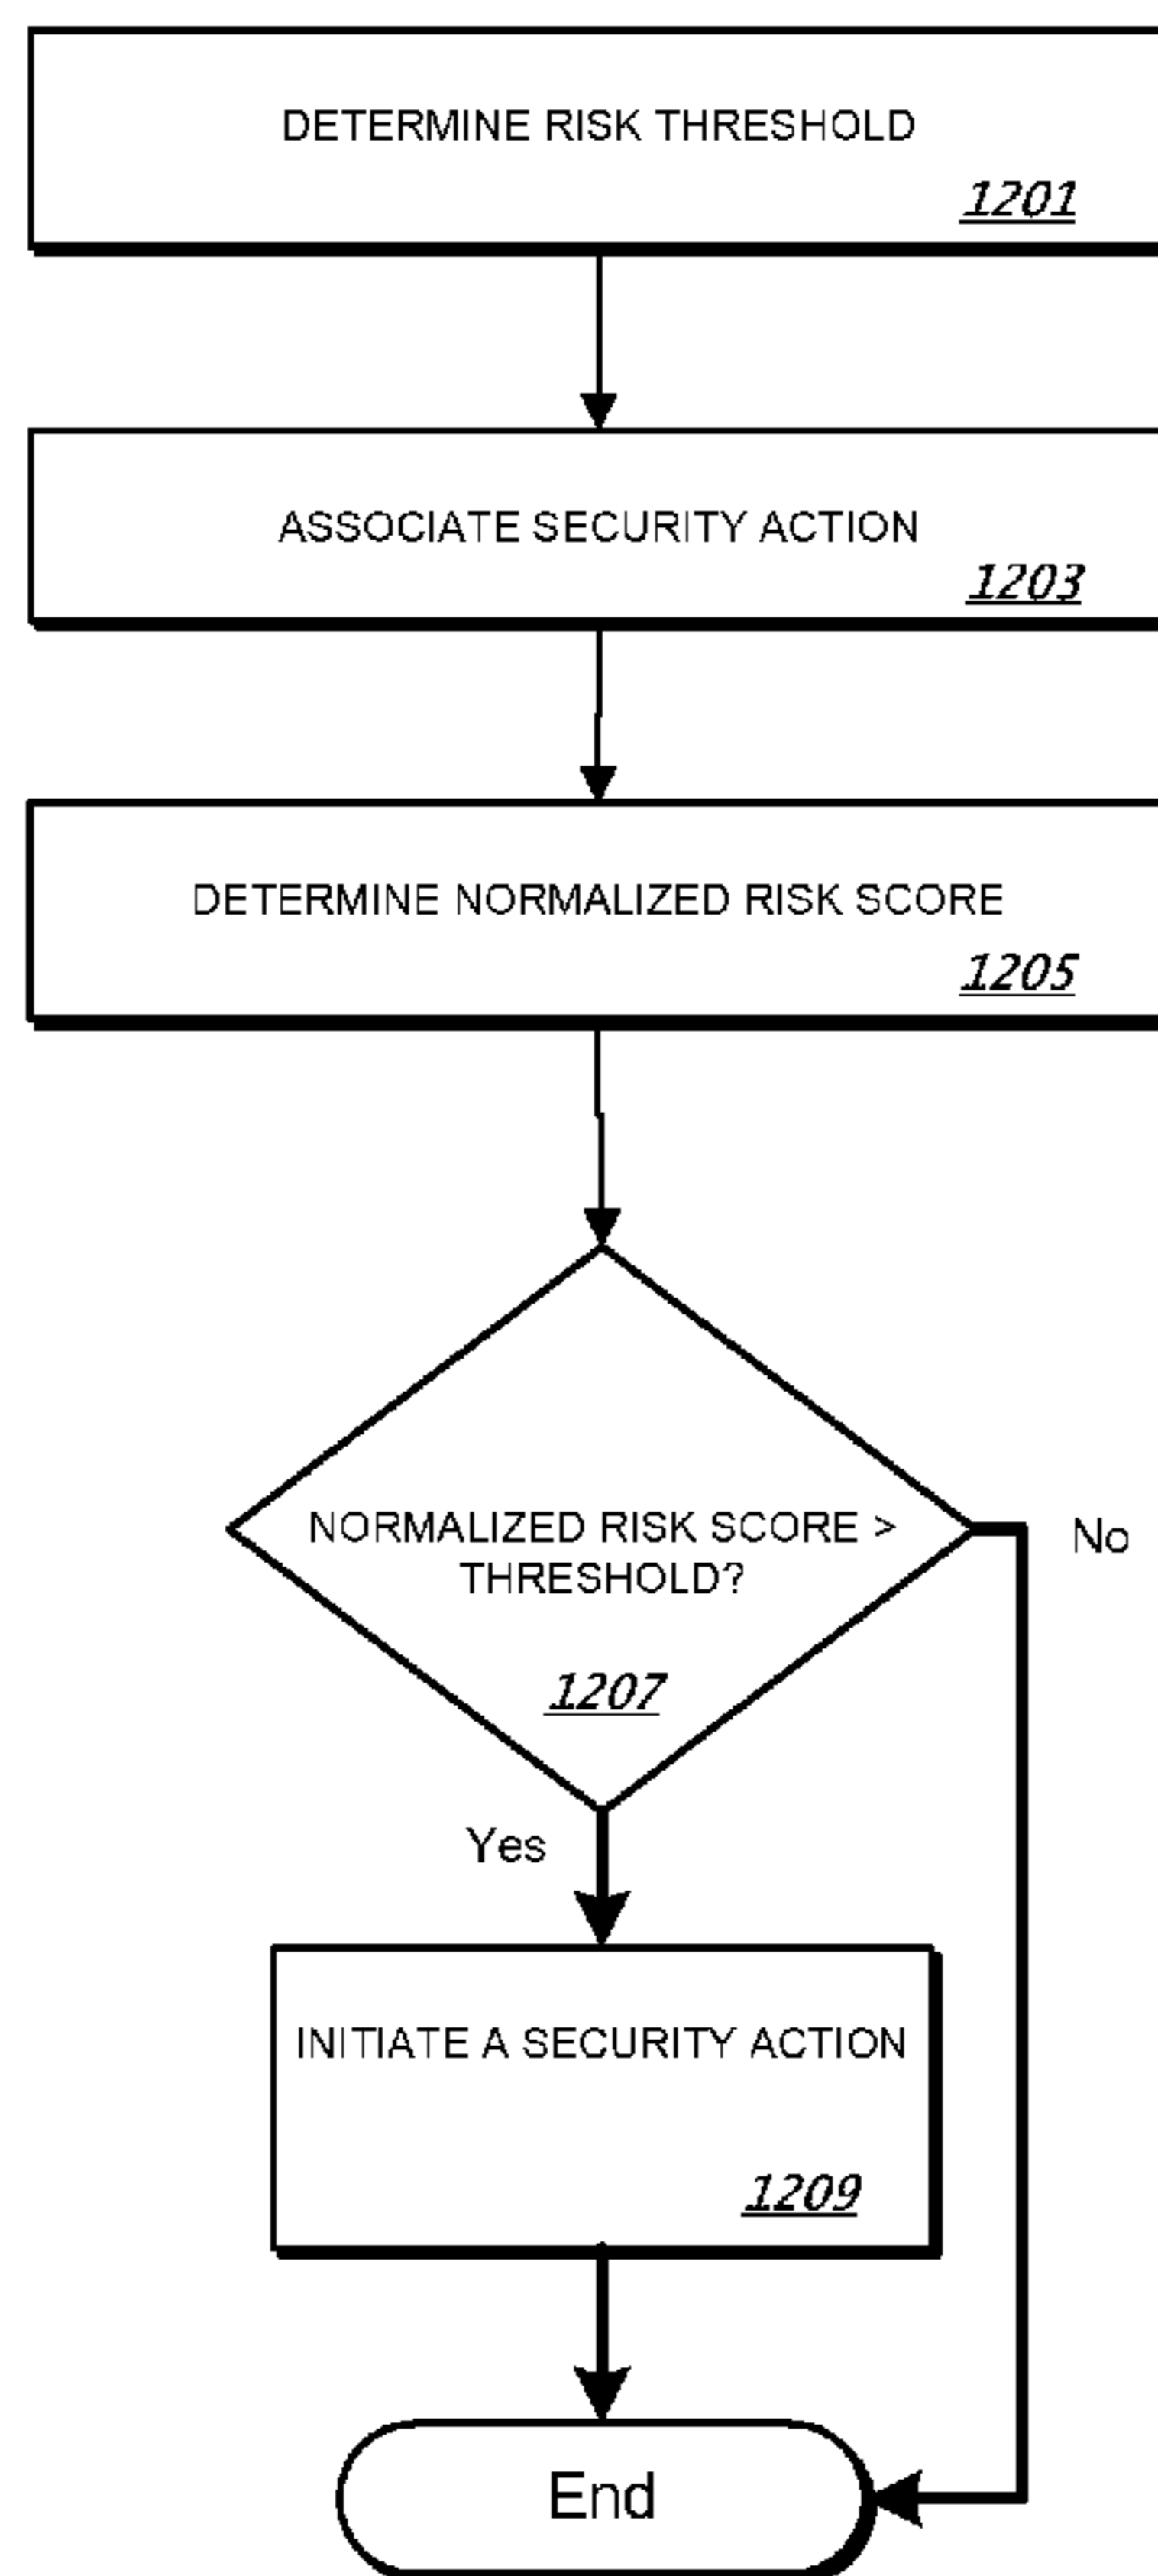 DETERMINE RISK THRESHOLD
1201
ASSOCIATE SECURITY ACTION
1203
DETERMINE NORMALIZED RISK SCORE
1205
NORMALIZED RISK SCORE >
THRESHOLD?
No
1207
Yes
INITIATE A SECURITY ACTION
1209
End